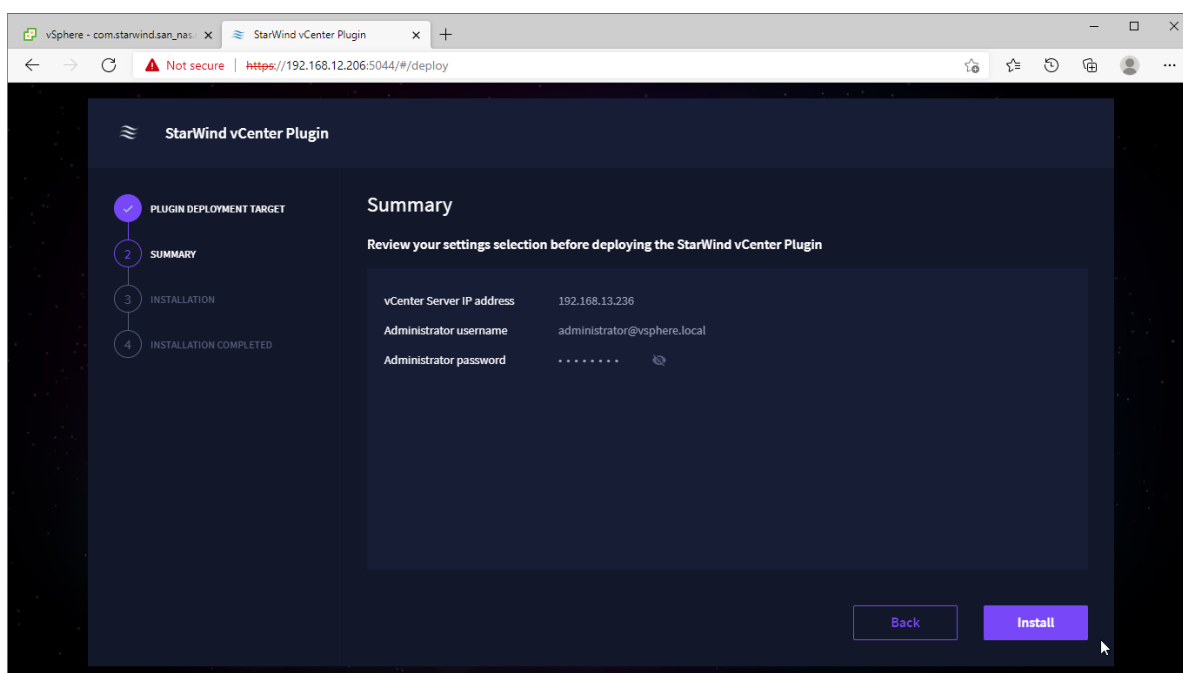 vSphere - com.starwind.san_nas.
StarWind vCenter Plugin
Not secure | https://192.168.12.206:5044/#/deploy
StarWind vCenter Plugin
PLUGIN DEPLOYMENT TARGET
2 SUMMARY
3 INSTALLATION
4 INSTALLATION COMPLETED
Summary
Review your settings selection before deploying the StarWind vCenter Plugin
vCenter Server IP address 192.168.13.236
Administrator username administrator@vsphere.local
Administrator password ••••••••
Back
Install